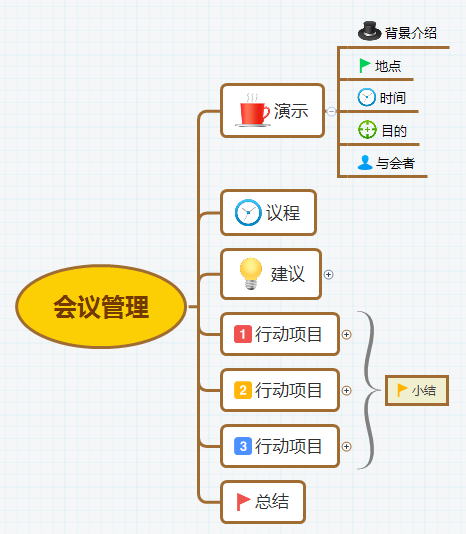 背景介绍
地点
演示
时间
目的
与会者
议程
建议
会议管理
1 行动项目
2 行动项目
小结
3 行动项目
总结